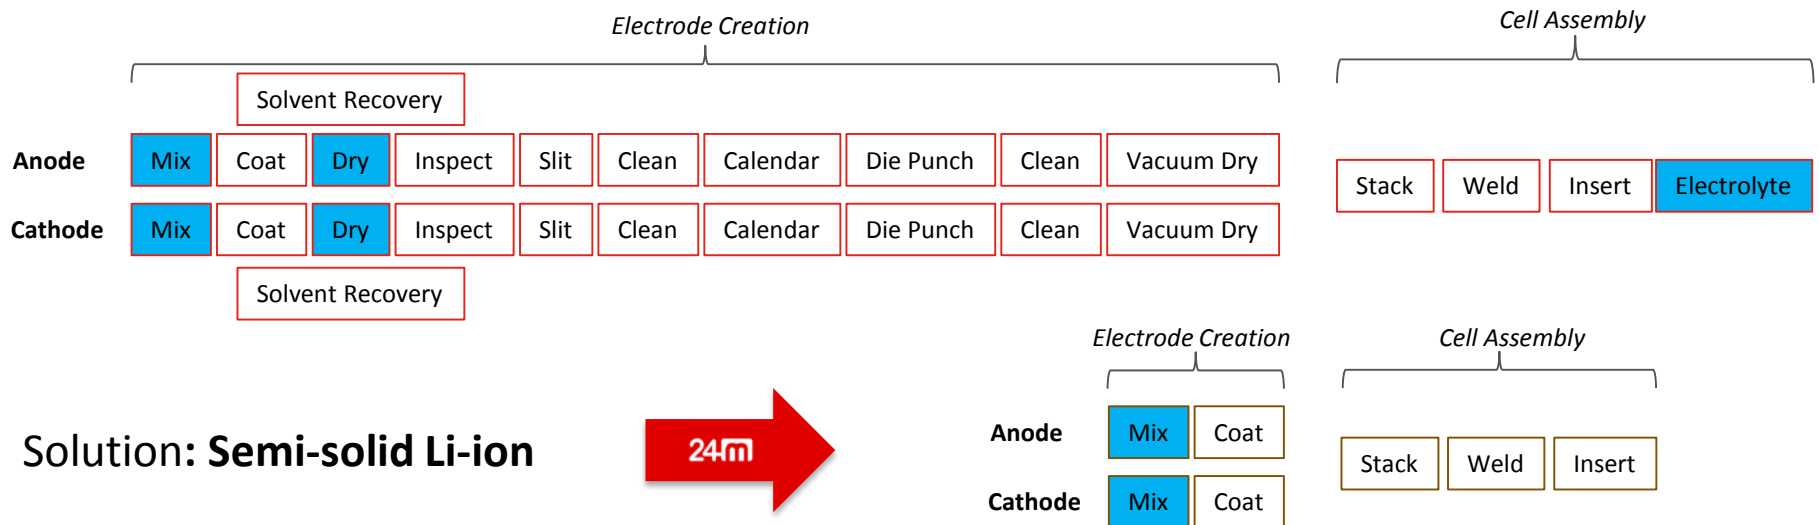 Electrode Creation
Cell Assembly
Solvent Recovery
Anode Mix Coat Dry Inspect Slit Clean Calendar Die Punch Clean Vacuum Dry
Stack Weld Insert Electrolyte
Cathode Mix Coat Dry Inspect Slit Clean Calendar Die Punch Clean Vacuum Dry
Solvent Recovery
Electrode Creation
Cell Assembly
Solution: Semi-solid Li-ion
24m
Anode Mix Coat
Stack Weld Insert
Cathode Mix Coat